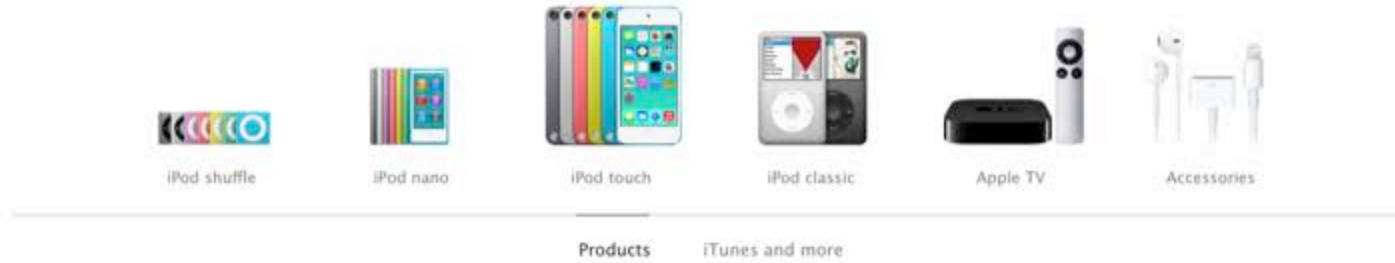 iPod shuffle iPod nano iPod touch iPod classic Apple TV Accessories
Products iTunes and more